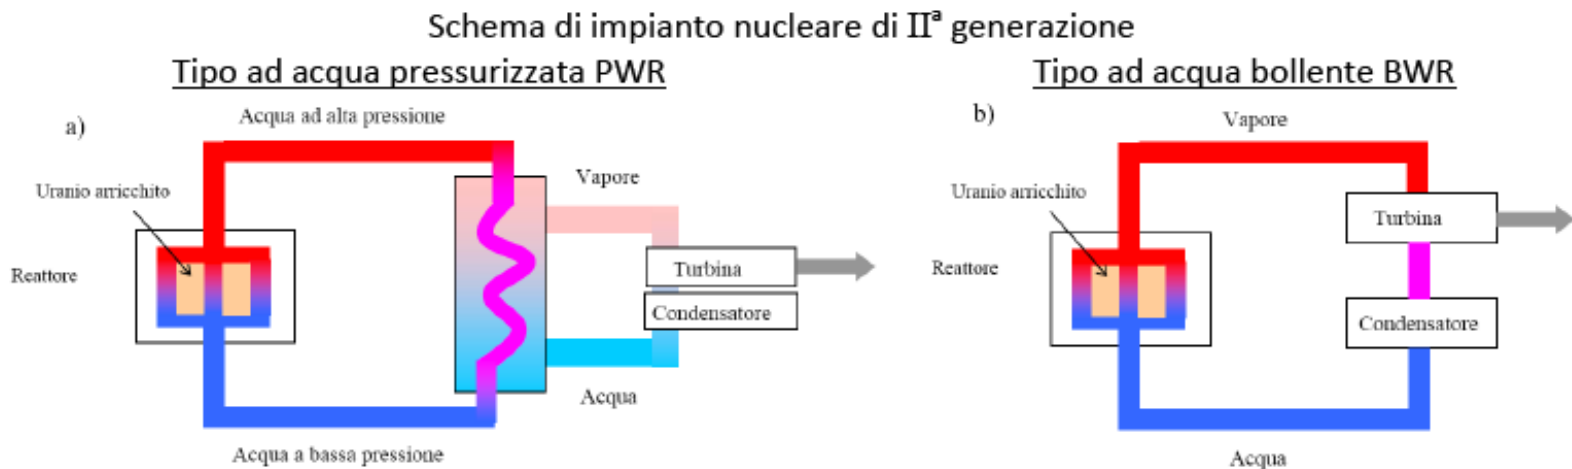 Schema di impianto nucleare di IIª generazione
Tipo ad acqua pressurizzata PWR
a)
Acqua ad alta pressione
Uranio arricchito
Vapore
Reattore
Turbina
Condensatore
Acqua
Acqua a bassa pressione
Tipo ad acqua bollente BWR
b)
Vapore
Uranio arricchito
Turbina
Reattore
Condensatore
Acqua